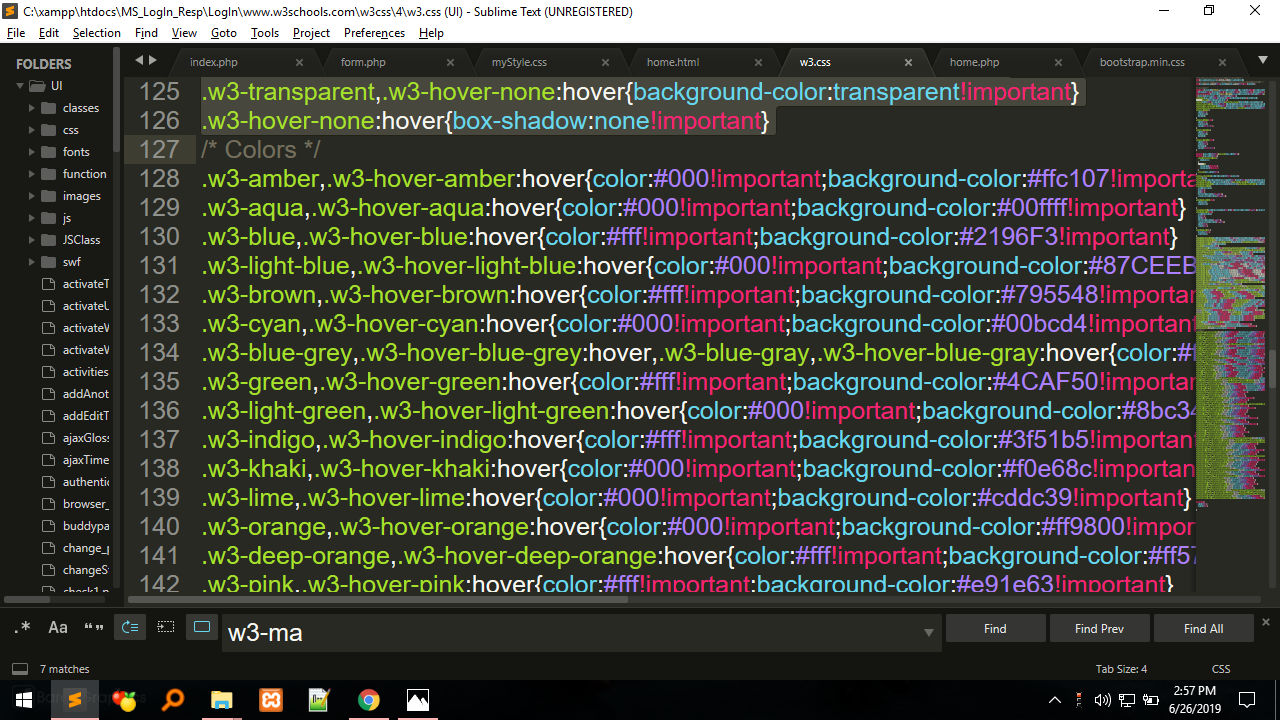 C:\xampp\htdocs\MS_LogIn_Resp\LogIn\www.w3schools.com\w3css\4\w3.css (UI) - Sublime Text (UNREGISTERED)
File Edit Selection Find View Goto Tools Project Preferences Help
FOLDERS
UI
classes
css
fonts
function
images
js
JSClass
swf
activateT
activateU
activateV
activateV
activities
addAnot
addEditT
ajaxGloss
ajaxTime
authentic
browser_
buddypa
change_p
changeSt
check1.p
index.php form.php myStyle.css home.html w3.css home.php bootstrap.min.css
125 .w3-transparent,.w3-hover-none:hover{background-color:transparent!important}
126 .w3-hover-none:hover{box-shadow:none!important}
127 /* Colors */
128 .w3-amber,.w3-hover-amber:hover{color:#000!important;background-color:#ffc107!importa
129 .w3-aqua,.w3-hover-aqua:hover{color:#000!important;background-color:#00ffff!important}
130 .w3-blue,.w3-hover-blue:hover{color:#fff!important;background-color:#2196F3!important}
131 .w3-light-blue,.w3-hover-light-blue:hover{color:#000!important;background-color:#87CEEB
132 .w3-brown,.w3-hover-brown:hover{color:#fff!important;background-color:#795548!importan
133 .w3-cyan,.w3-hover-cyan:hover{color:#000!important;background-color:#00bcd4!important
134 .w3-blue-grey,.w3-hover-blue-grey:hover,.w3-blue-gray,.w3-hover-blue-gray:hover{color:#
135 .w3-green,.w3-hover-green:hover{color:#fff!important;background-color:#4CAF50!importan
136 .w3-light-green,.w3-hover-light-green:hover{color:#000!important;background-color:#8bc34
137 .w3-indigo,.w3-hover-indigo:hover{color:#fff!important;background-color:#3f51b5!important
138 .w3-khaki,.w3-hover-khaki:hover{color:#000!important;background-color:#f0e68c!important
139 .w3-lime,.w3-hover-lime:hover{color:#000!important;background-color:#cddc39!important}
140 .w3-orange,.w3-hover-orange:hover{color:#000!important;background-color:#ff9800!impor
141 .w3-deep-orange,.w3-hover-deep-orange:hover{color:#fff!important;background-color:#ff57
142 .w3-pink,.w3-hover-pink:hover{color:#fff!important;background-color:#e91e63!important}
.* Aa “”
w3-ma
Find Find Prev Find All
7 matches
Tab Size: 4 CSS
2:57 PM
6/26/2019